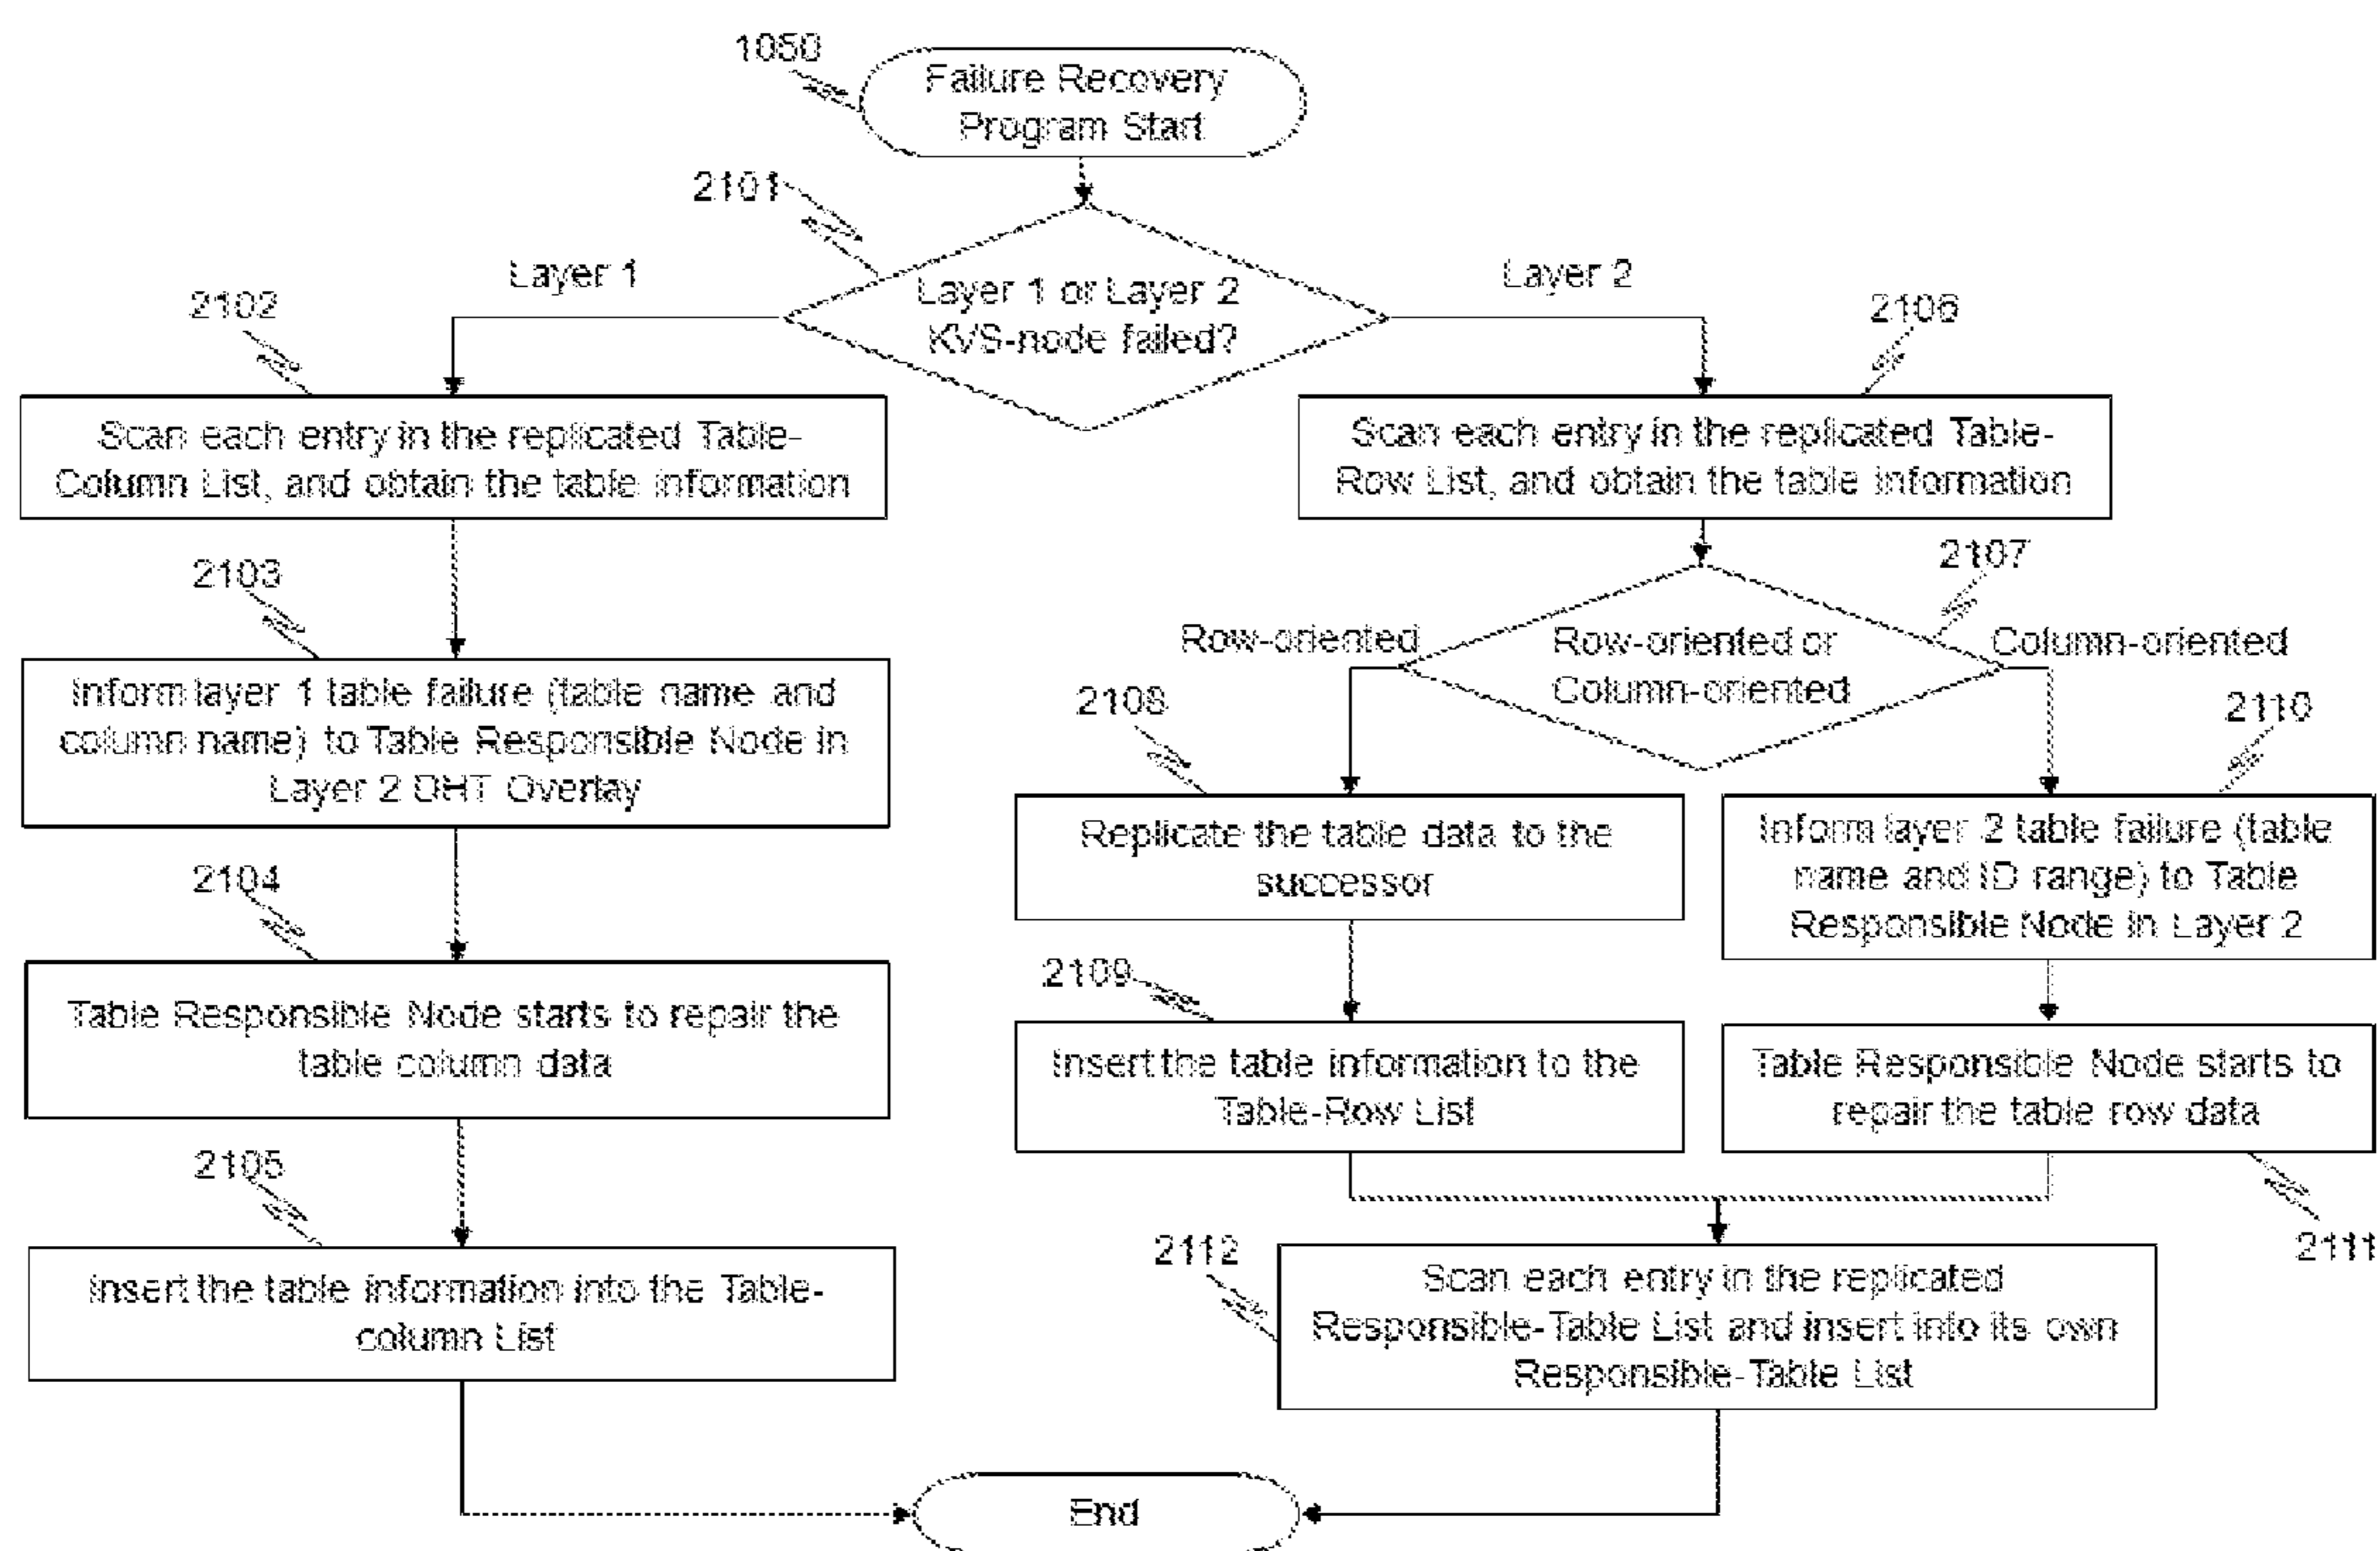 1050
Failure Recovery
Program Start
2101
Layer 1 or Layer 2
KVS-node failed?
Layer 1
Layer 2
2102
Scan each entry in the replicated Table-
Column List, and obtain the table information
2103
Inform layer 1 table failure (table name and
column name) to Table Responsible Node in
Layer 2 DHT Overlay
2104
Table Responsible Node starts to repair the
table column data
2105
Insert the table information into the Table-
column List
2106
Scan each entry in the replicated Table-
Row List, and obtain the table information
2107
Row-oriented or
Column-oriented
Row-oriented
Column-oriented
2108
Replicate the table data to the
successor
2109
Insert the table information to the
Table-Row List
2110
Inform layer 2 table failure (table
name and ID range) to Table
Responsible Node in Layer 2
Table Responsible Node starts to
repair the table row data
2111
2112
Scan each entry in the replicated
Responsible-Table List and insert into its own
Responsible-Table List
End